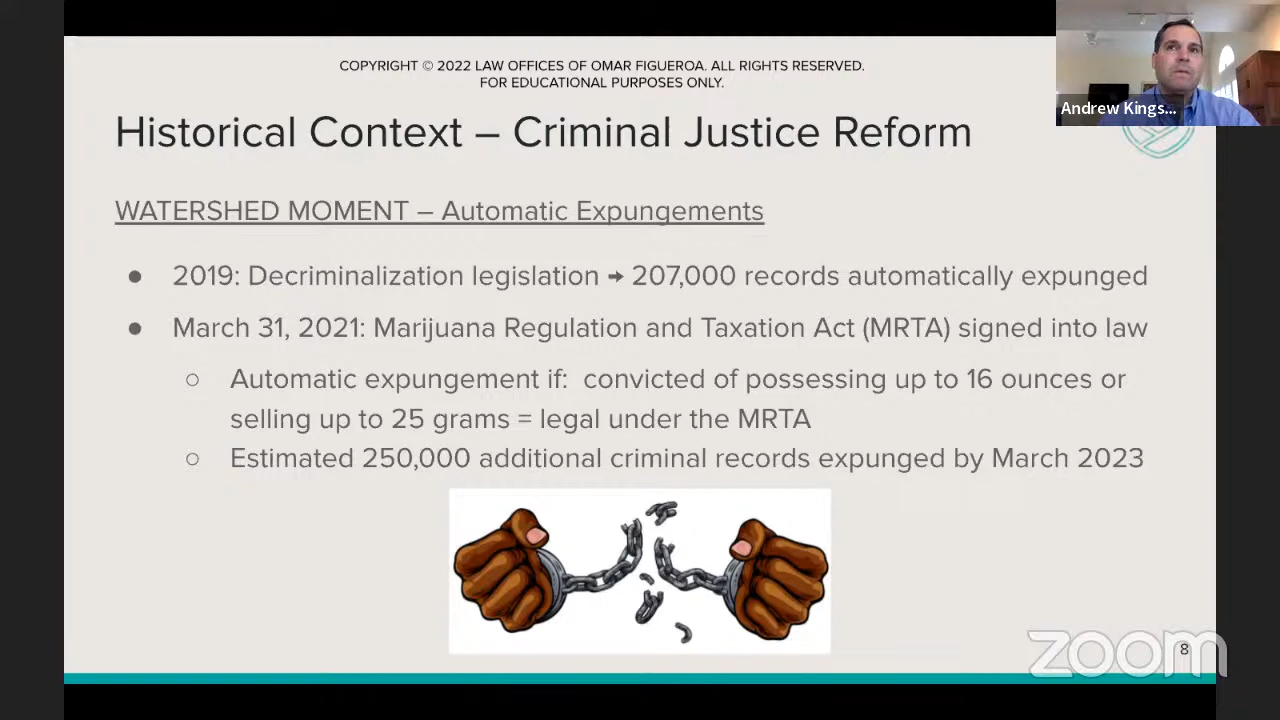 COPYRIGHT © 2022 LAW OFFICES OF OMAR FIGUEROA. ALL RIGHTS RESERVED.
FOR EDUCATIONAL PURPOSES ONLY.
Andrew Kings...
Historical Context – Criminal Justice Reform
WATERSHED MOMENT – Automatic Expungements
● 2019: Decriminalization legislation → 207,000 records automatically expunged
● March 31, 2021: Marijuana Regulation and Taxation Act (MRTA) signed into law
○ Automatic expungement if: convicted of possessing up to 16 ounces or
selling up to 25 grams = legal under the MRTA
○ Estimated 250,000 additional criminal records expunged by March 2023
zoom
8